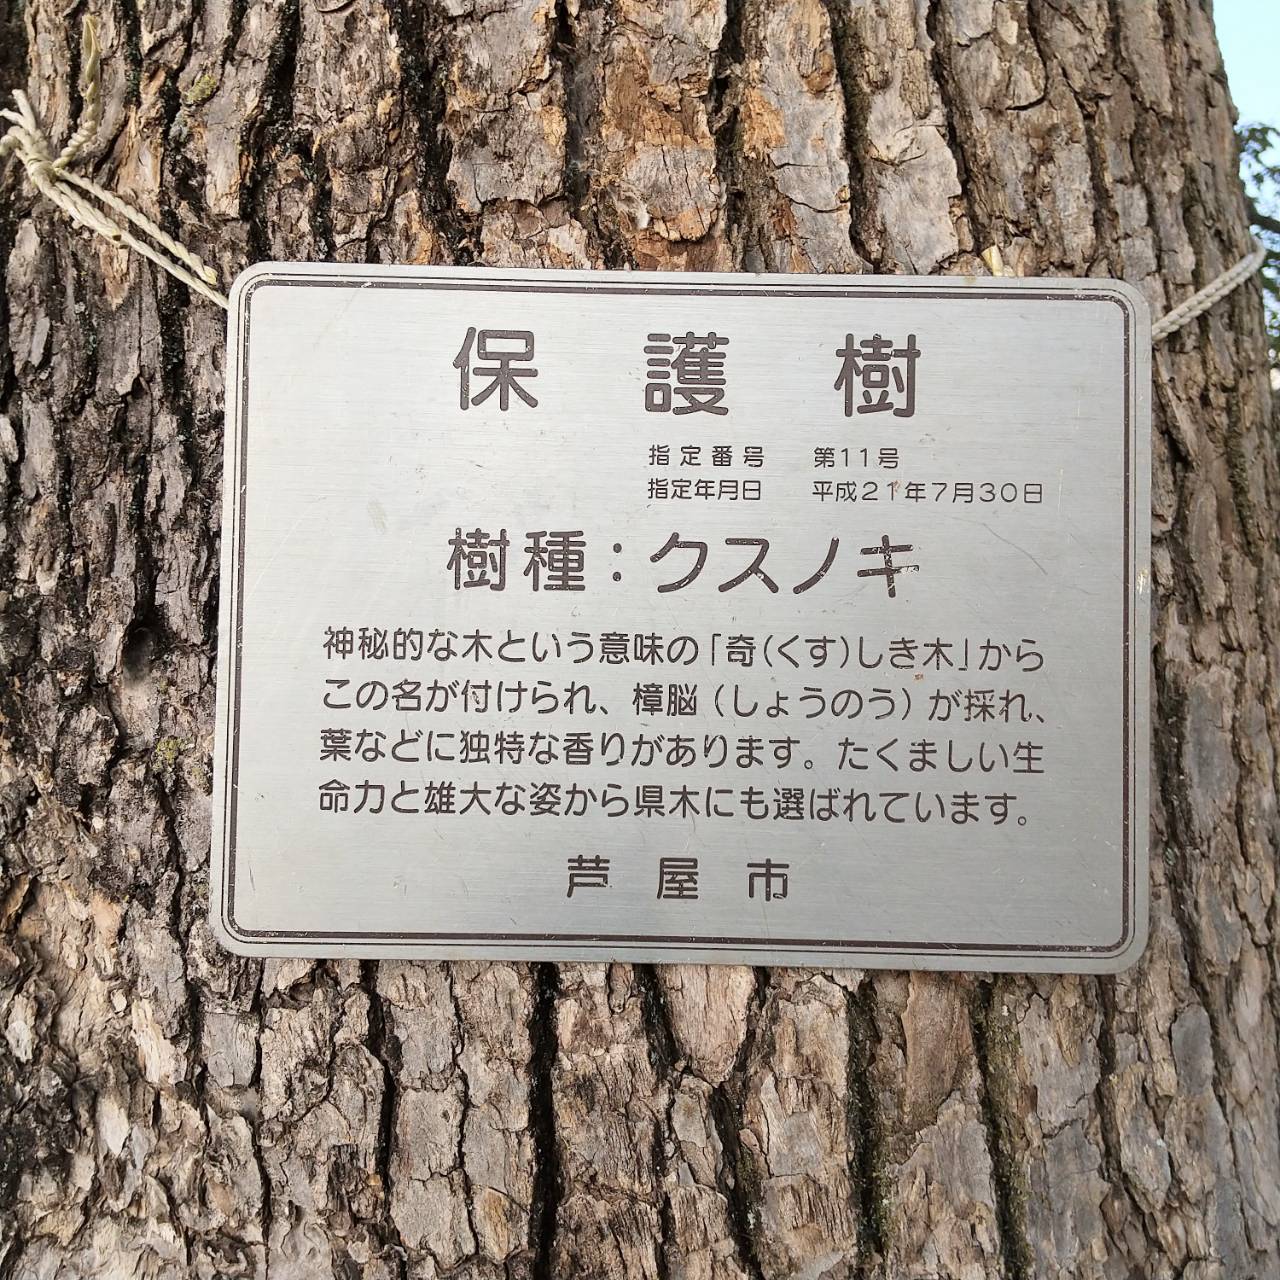 保護樹
指定番号 第11号
指定年月日 平成21年7月30日
樹種：クスノキ
神秘的な木という意味の「奇(くす)しき木」から
この名が付けられ、樟脳（しょうのう）が採れ、
葉などに独特な香りがあります。たくましい生
命力と雄大な姿から県木にも選ばれています。
芦屋市